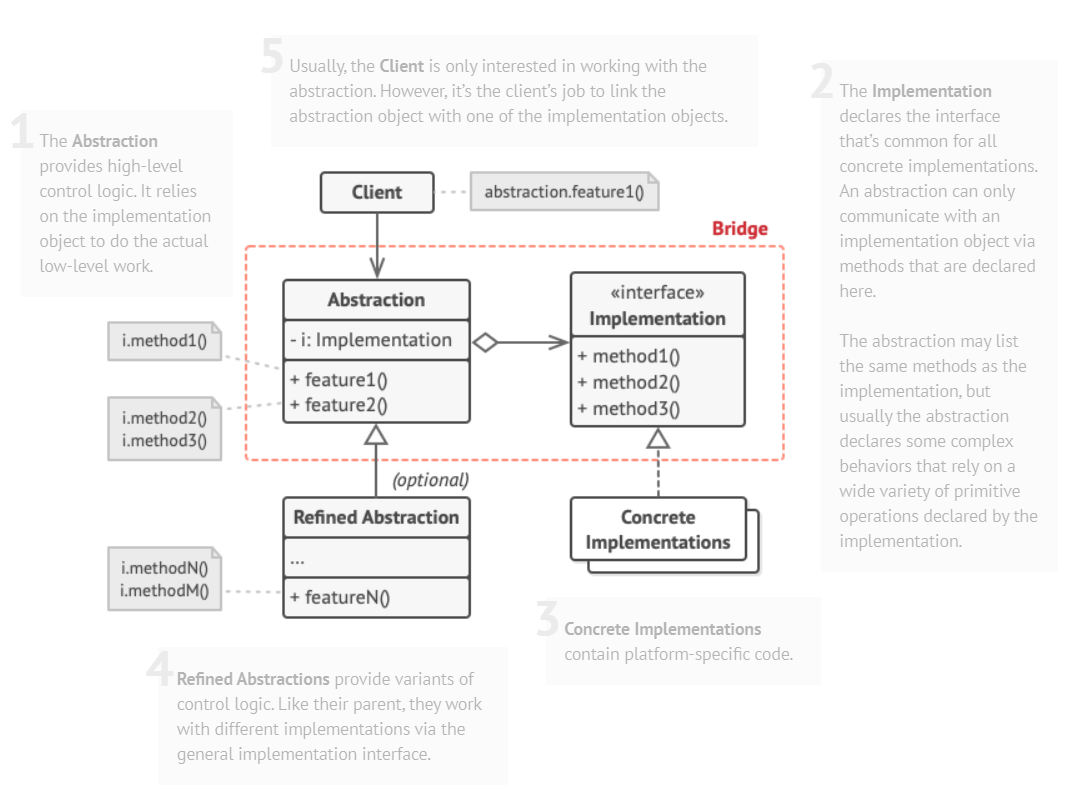 5
Usually, the Client is only interested in working with the
abstraction. However, it’s the client’s job to link the
abstraction object with one of the implementation objects.
1
The Abstraction
provides high-level
control logic. It relies
on the implementation
object to do the actual
low-level work.
2
The Implementation
declares the interface
that’s common for all
concrete implementations.
An abstraction can only
communicate with an
implementation object via
methods that are declared
here.
The abstraction may list
the same methods as the
implementation, but
usually the abstraction
declares some complex
behaviors that rely on a
wide variety of primitive
operations declared by the
implementation.
Client
abstraction.feature1()
Bridge
Abstraction
- i: Implementation
+ feature1()
+ feature2()
«interface»
Implementation
+ method1()
+ method2()
+ method3()
i.method1()
i.method2()
i.method3()
(optional)
Refined Abstraction
...
+ featureN()
Concrete
Implementations
i.methodN()
i.methodM()
3
Concrete Implementations
contain platform-specific code.
4
Refined Abstractions provide variants of
control logic. Like their parent, they work
with different implementations via the
general implementation interface.